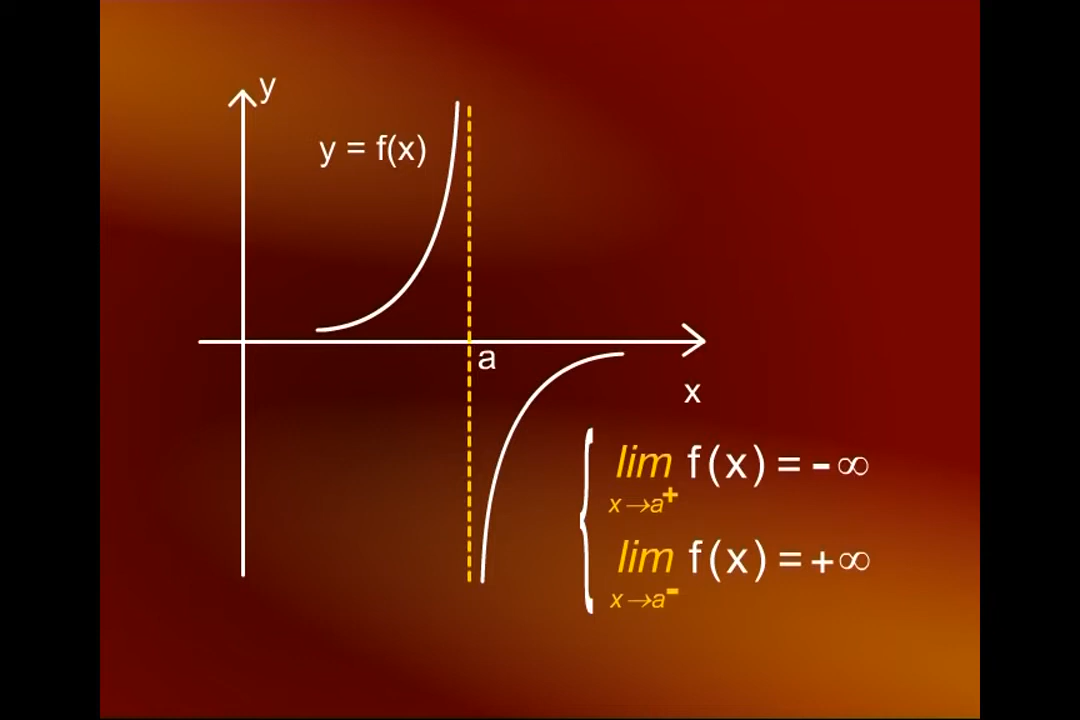 y
y = f(x)
a
x
lim f(x) = -∞
x→a+
lim f(x) = +∞
x→a-